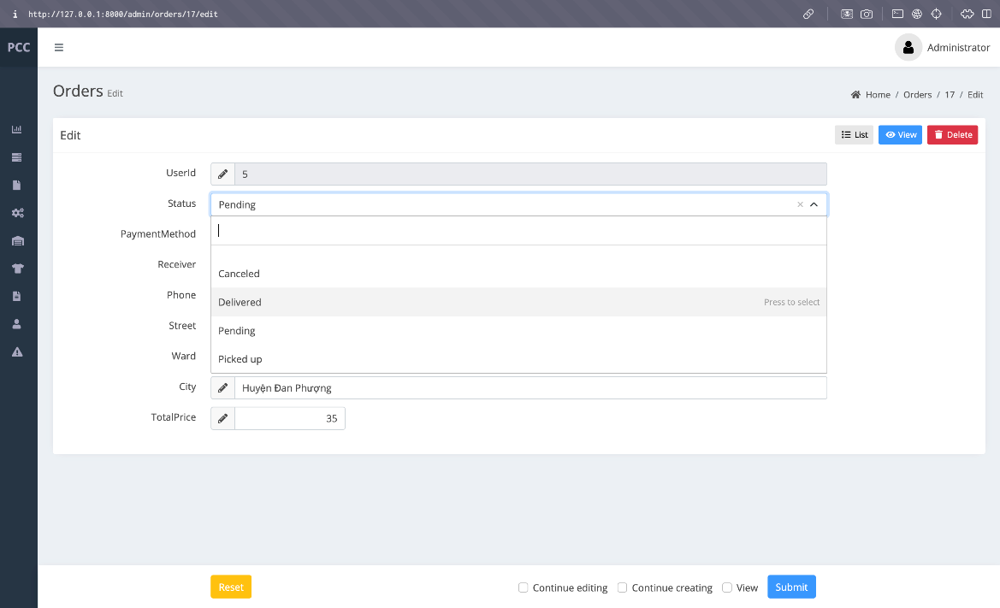 http://127.0.0.1:8000/admin/orders/17/edit
PCC
Administrator
Orders Edit
Home / Orders / 17 / Edit
Edit
List
View
Delete
UserId
5
Status
Pending
PaymentMethod
Receiver
Canceled
Phone
Delivered
Press to select
Street
Pending
Ward
Picked up
City
Huyện Đan Phượng
TotalPrice
35
Reset
Continue editing
Continue creating
View
Submit